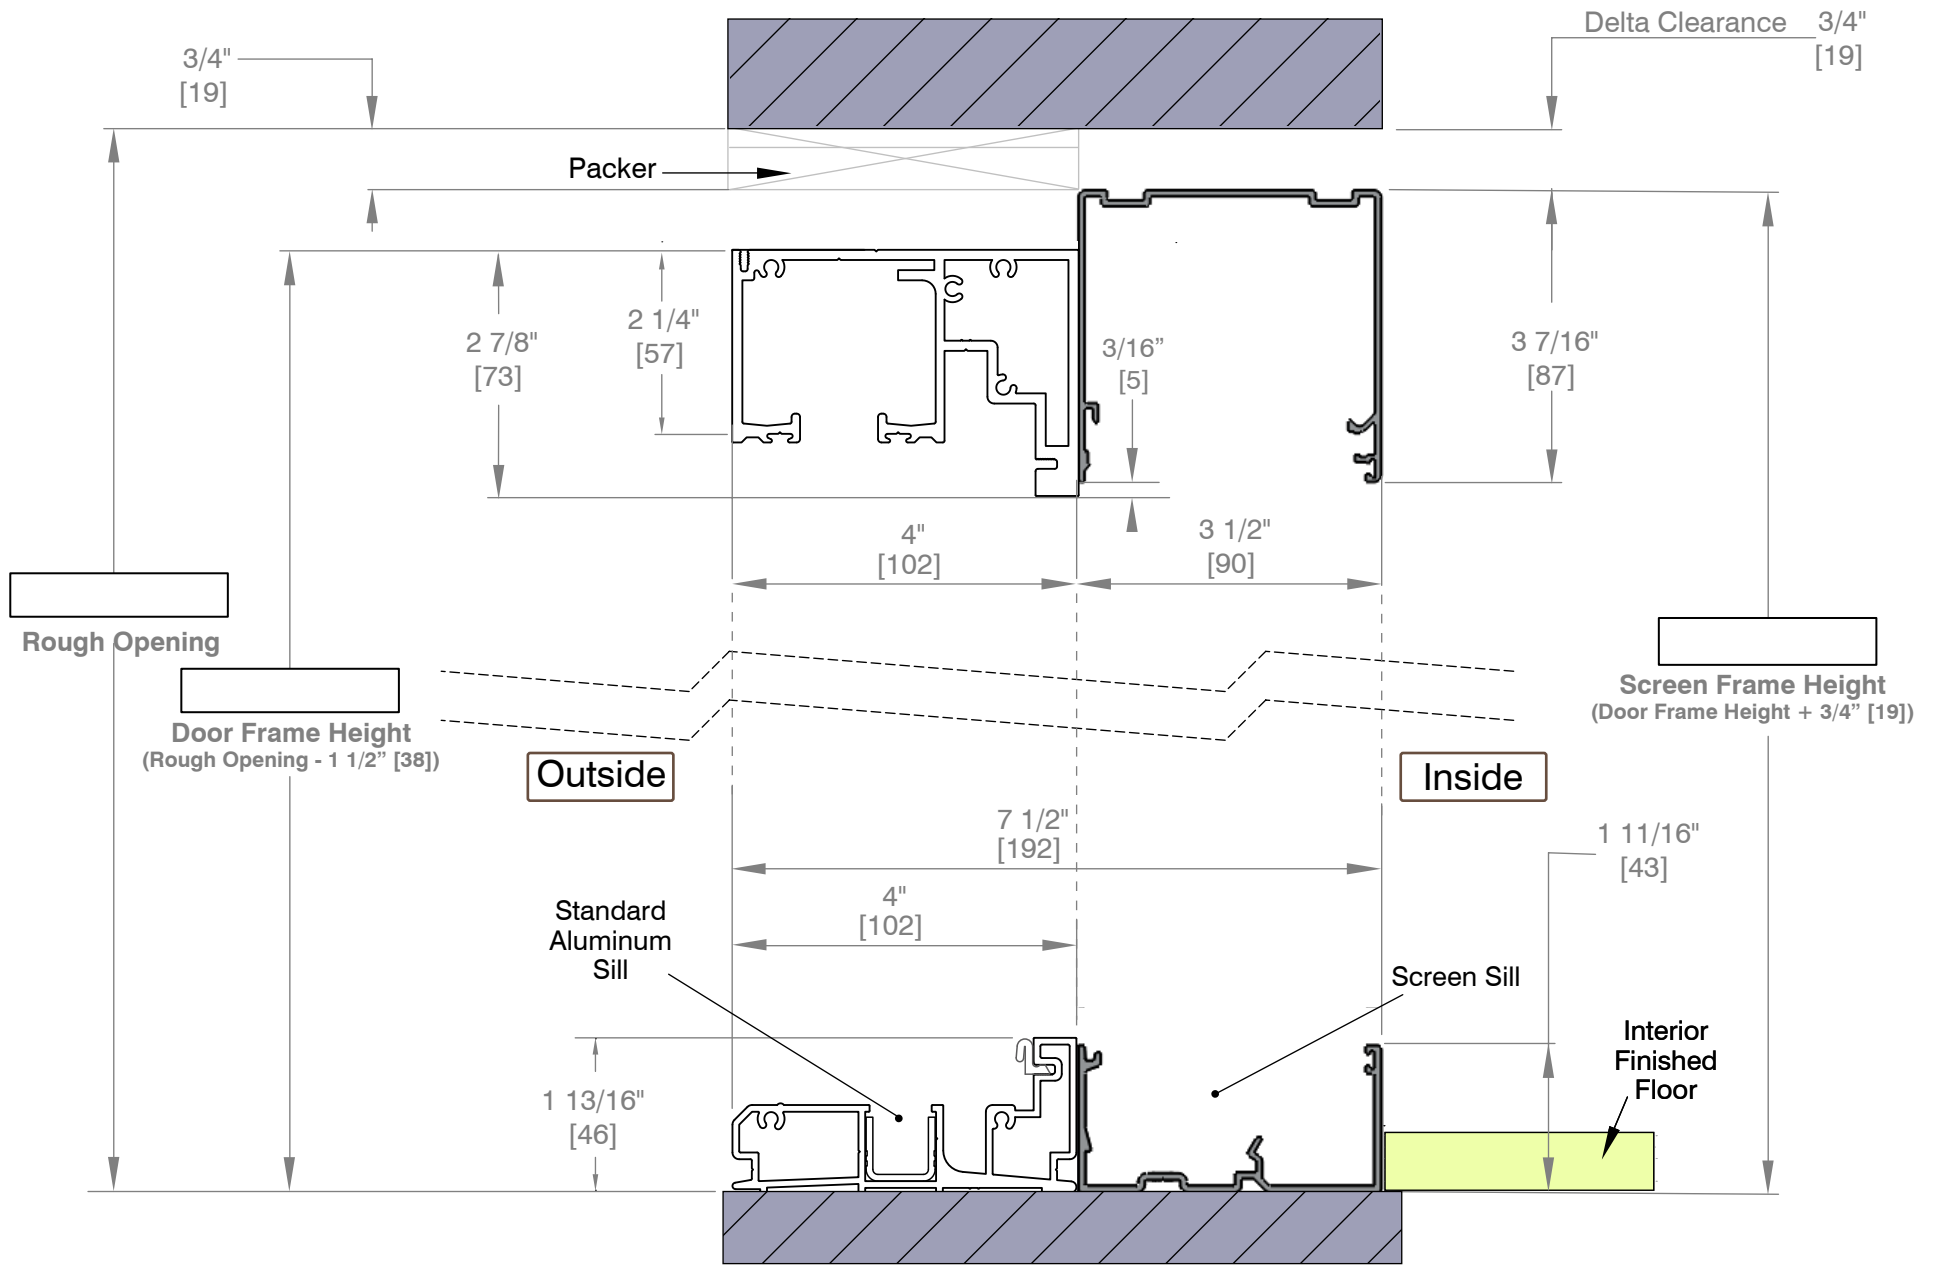 Delta Clearance 3/4"
[19]
3/4"
[19]
Packer
2 7/8"
[73]
2 1/4"
[57]
3/16”
[5]
3 7/16"
[87]
4"
[102]
3 1/2"
[90]
Rough Opening
Door Frame Height
(Rough Opening - 1 1/2” [38])
Screen Frame Height
(Door Frame Height + 3/4” [19])
Outside
Inside
7 1/2"
[192]
4"
[102]
1 11/16"
[43]
Standard
Aluminum
Sill
Screen Sill
Interior
Finished
Floor
1 13/16"
[46]